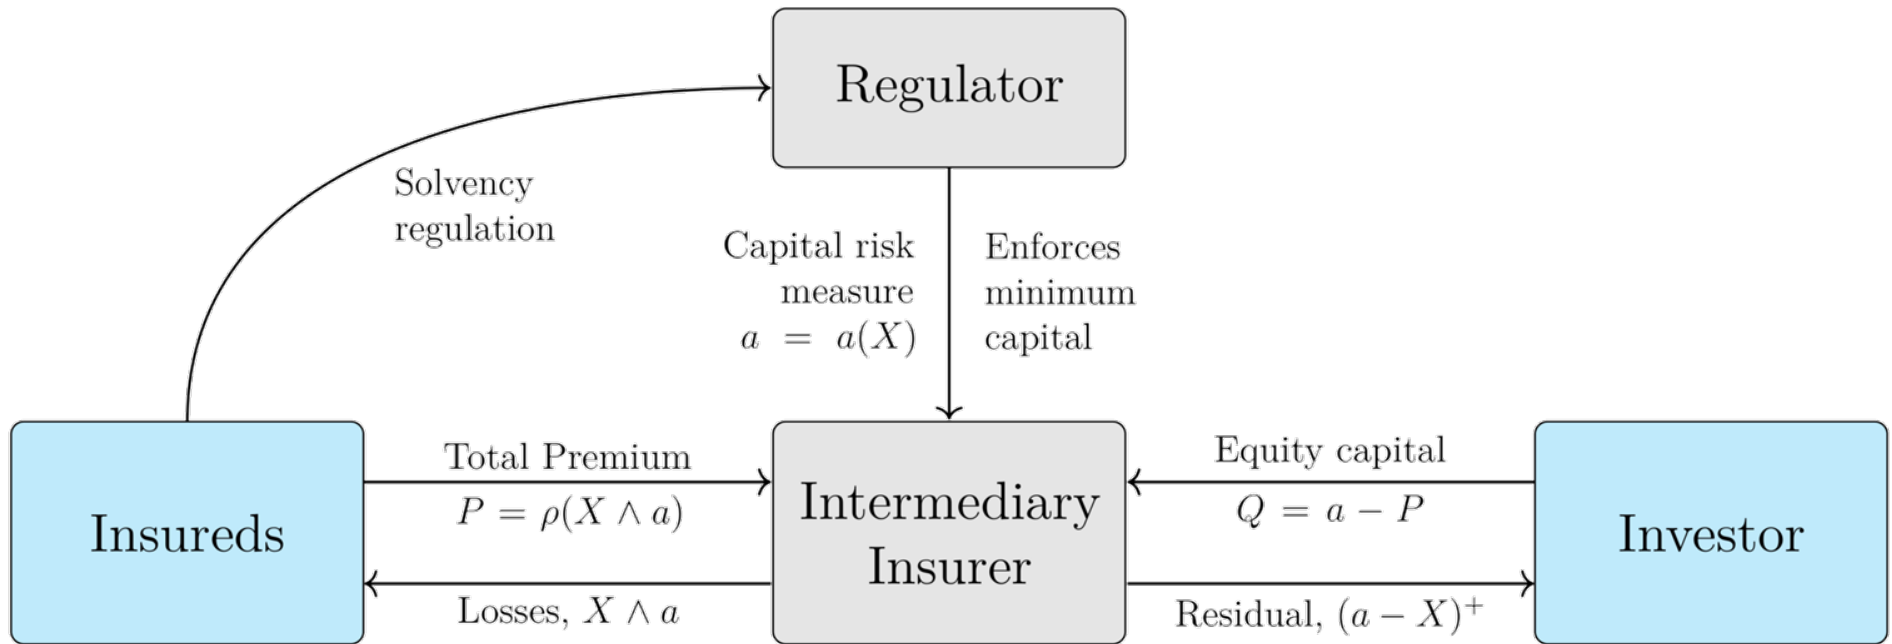 Regulator
Solvency
regulation
Capital risk
measure
a = a(X)
Enforces
minimum
capital
Insureds
Total Premium
P = ρ(X ∧ a)
Losses, X ∧ a
Intermediary
Insurer
Equity capital
Q = a − P
Residual, (a − X)⁺
Investor